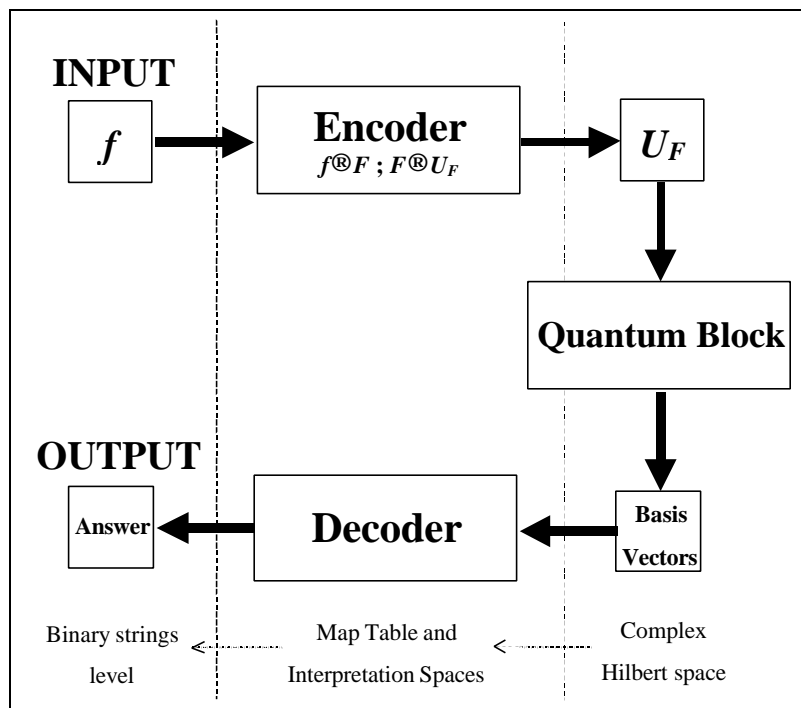 INPUT
f
Encoder
f®F ; F®U_F
U_F
Quantum Block
OUTPUT
Answer
Decoder
Basis
Vectors
Binary strings
level
Map Table and
Interpretation Spaces
Complex
Hilbert space